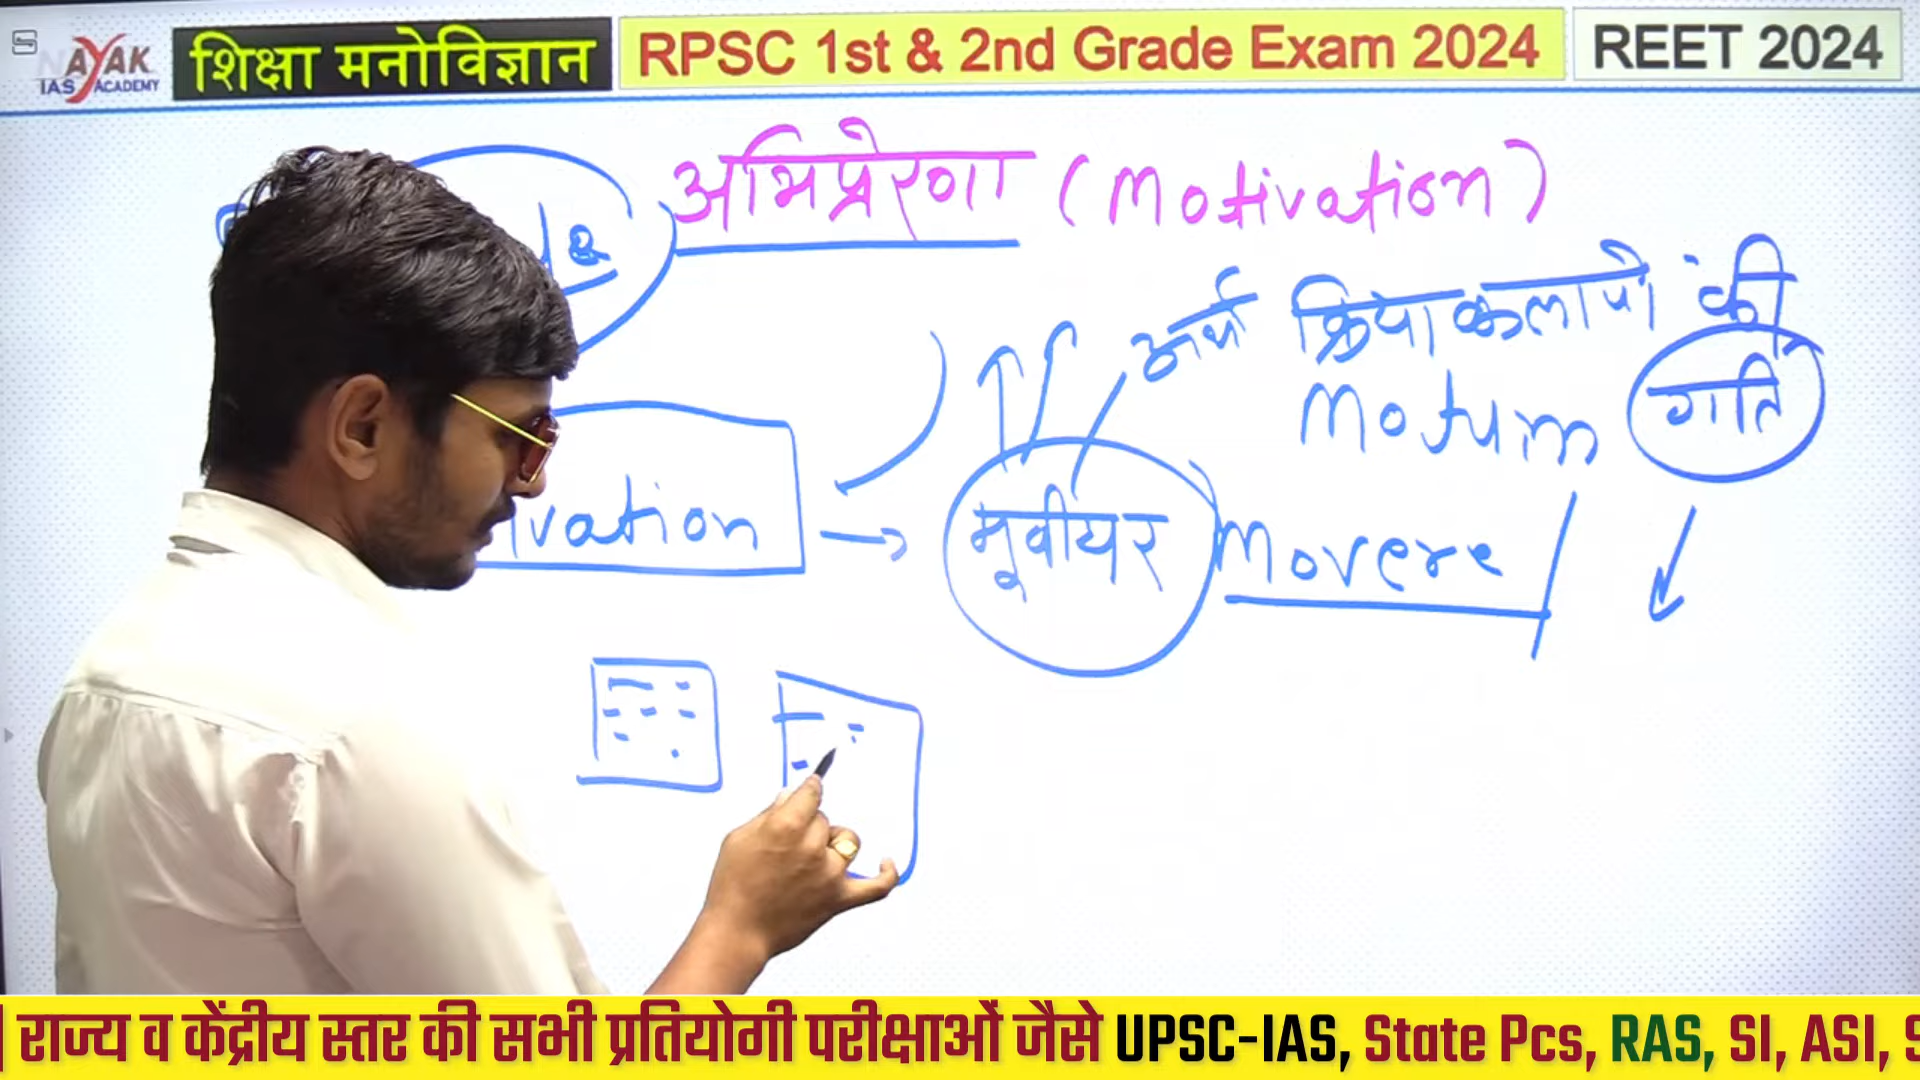 NAYAK
IAS ACADEMY
शिक्षा मनोविज्ञान
RPSC 1st & 2nd Grade Exam 2024
REET 2024
अभिप्रेरणा (Motivation)
अर्थ क्रियाकलापों की
Motum गति
vation → मूवीयर Movere
राज्य व केंद्रीय स्तर की सभी प्रतियोगी परीक्षाओं जैसे UPSC-IAS, State Pcs, RAS, SI, ASI, S